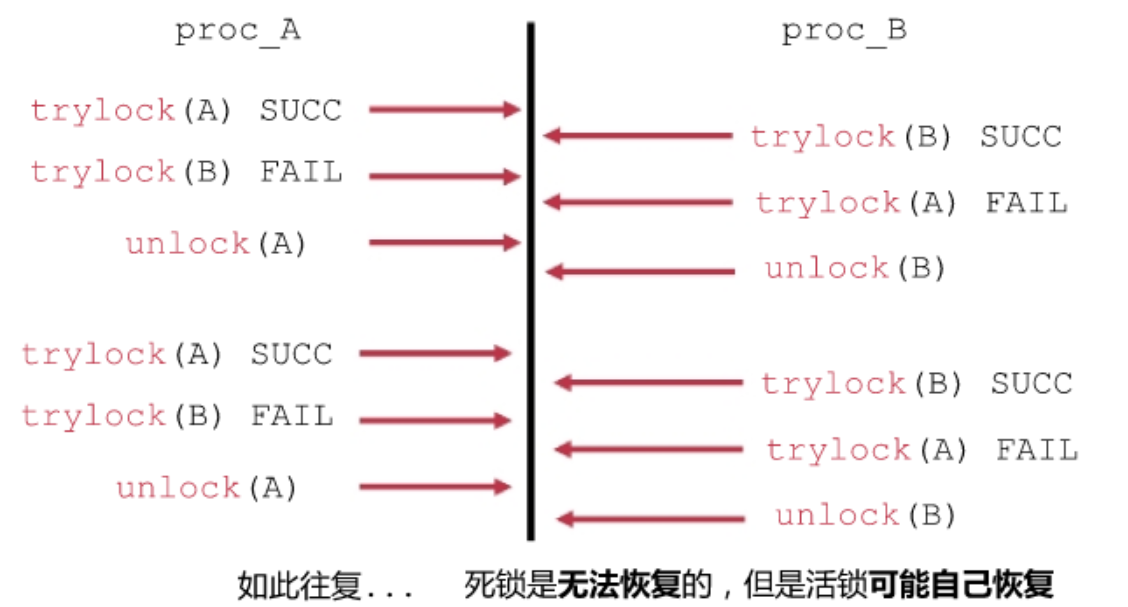 proc_A
proc_B
trylock(A) SUCC
trylock(B) SUCC
trylock(B) FAIL
trylock(A) FAIL
unlock(A)
unlock(B)
trylock(A) SUCC
trylock(B) SUCC
trylock(B) FAIL
trylock(A) FAIL
unlock(A)
unlock(B)
如此往复... 死锁是无法恢复的，但是活锁可能自己恢复